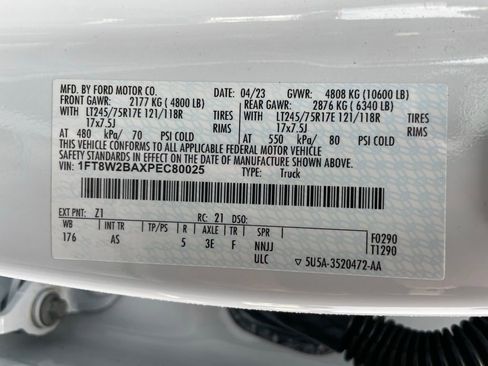 MFD. BY FORD MOTOR CO. 04/23 GVWR: 4808 KG (10600 LB)
FRONT GAWR: 2177 KG (4800 LB) REAR GAWR: 2876 KG (6340 LB)
WITH LT245/75R17E 121/118R TIRES WITH LT245/75R17E 121/118R TIRES
17x7.5J RIMS 17x7.5J RIMS
AT 480 kPa/ 70 PSI COLD AT 550 kPa/ 80 PSI COLD
THIS VEHICLE CONFORMS TO ALL APPLICABLE FEDERAL MOTOR VEHICLE
SAFETY STANDARDS IN EFFECT ON THE DATE OF MANUFACTURE SHOWN ABOVE.
VIN: 1FT8W2BAXPEC80025 TYPE: Truck
EXT PNT: Z1 RC: 21 DSO:
WB INT TR TP/PS R AXLE TR SPR F0290
176 AS 5 3E F NNJJ T1290
ULC ▽ 5U5A-3520472-AA